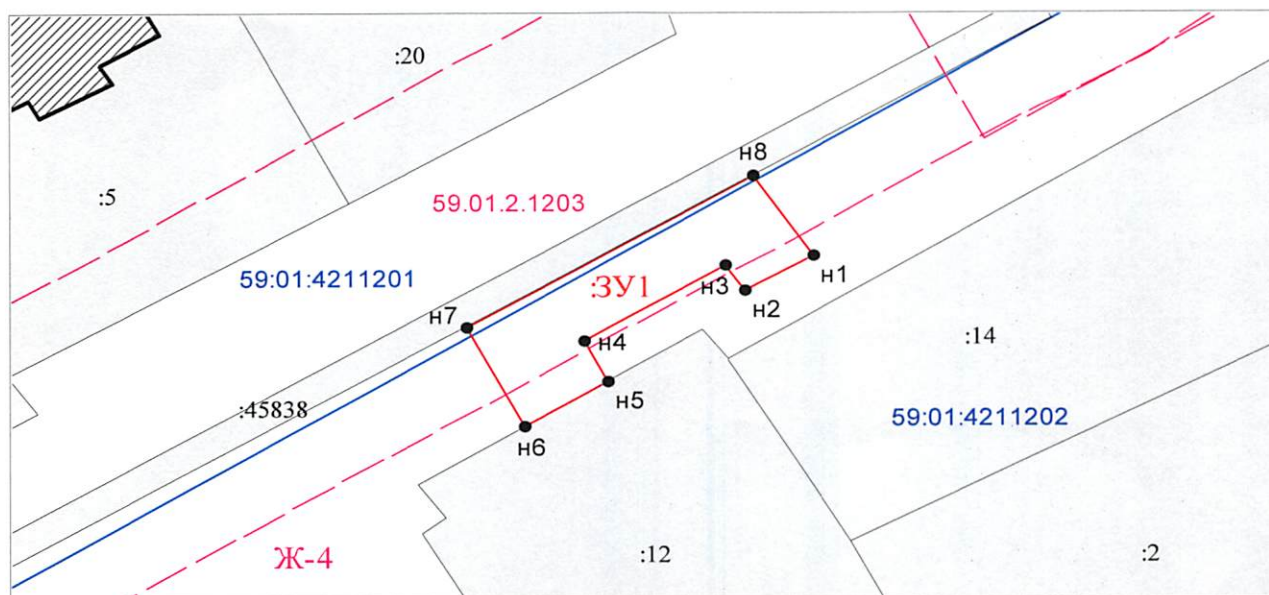 :20
н8
:5
59.01.2.1203
59:01:4211201
н1
н3
:ЗУ1
н2
н7
н4
:14
н5
:45838
59:01:4211202
н6
Ж-4
:12
:2